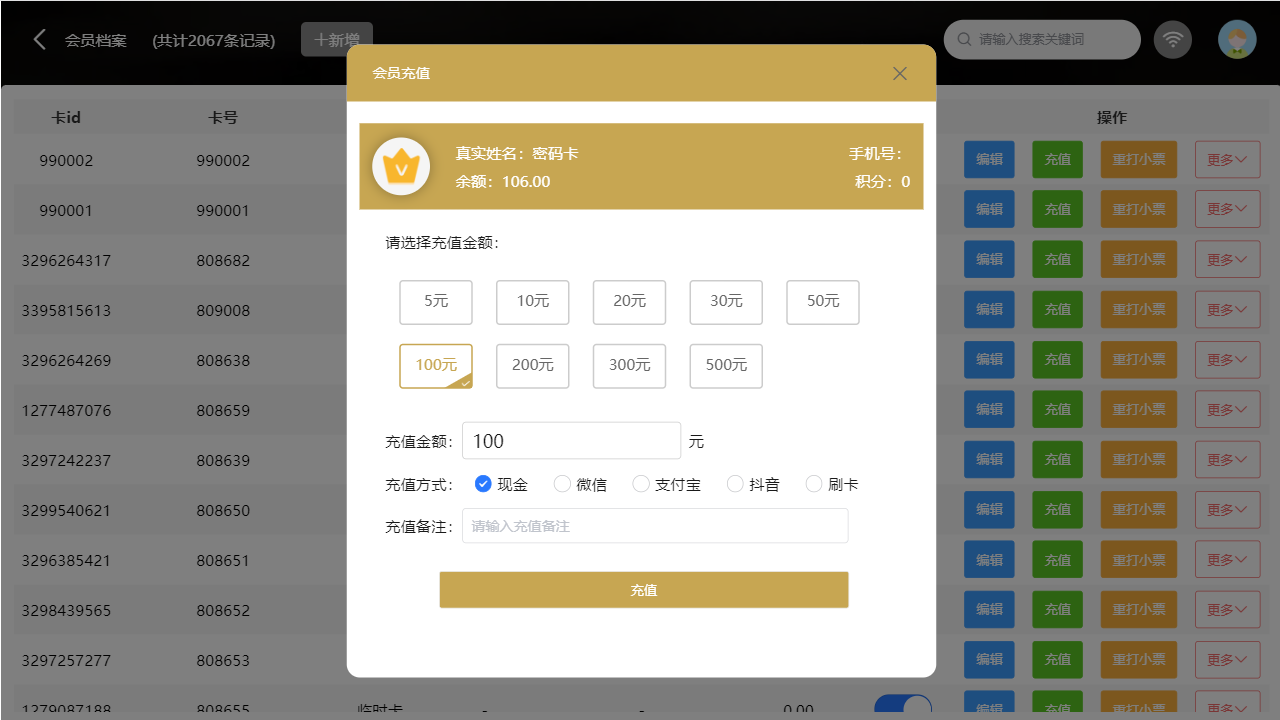 会员档案 (共计2067条记录) 十新增 请输入搜素关键词
会员充值
卡id 卡号 操作
真实姓名：密码卡 手机号：
余额：106.00 积分：0
990002 990002 编辑 充值 重打小票 更多
990001 990001 编辑 充值 重打小票 更多
请选择充值金额：
3296264317 808682 编辑 充值 重打小票 更多
5元 10元 20元 30元 50元
3395815613 809008 编辑 充值 重打小票 更多
100元 200元 300元 500元
3296264269 808638 编辑 充值 重打小票 更多
1277487076 808659 编辑 充值 重打小票 更多
充值金额： 100 元
3297242237 808639 编辑 充值 重打小票 更多
充值方式： 现金 微信 支付宝 抖音 刷卡
3299540621 808650 编辑 充值 重打小票 更多
充值备注： 请输入充值备注
3296385421 808651 编辑 充值 重打小票 更多
充值
3298439565 808652 编辑 充值 重打小票 更多
3297257277 808653 编辑 充值 重打小票 更多
1279087188 808655 临时卡 - - 0.00 编辑 充值 重打小票 更多